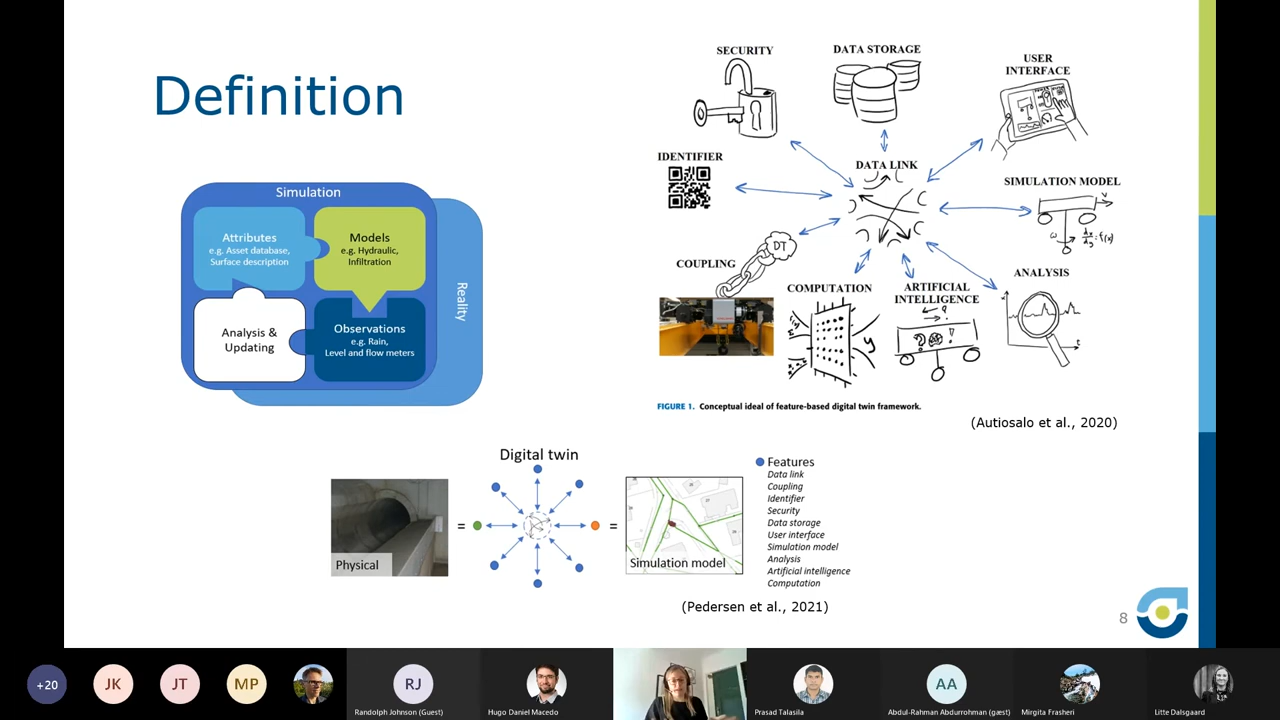 Definition
Simulation
Attributes
e.g. Asset database,
Surface description
Models
e.g. Hydraulic,
Infiltration
Analysis &
Updating
Observations
e.g. Rain,
Level and flow meters
Reality
SECURITY
DATA STORAGE
USER
INTERFACE
IDENTIFIER
DATA LINK
SIMULATION MODEL
COUPLING
DT
COMPUTATION
ARTIFICIAL
INTELLIGENCE
ANALYSIS
FIGURE 1. Conceptual ideal of feature-based digital twin framework.
(Autiosalo et al., 2020)
Digital twin
Physical
=
=
Simulation model
Features
Data link
Coupling
Identifier
Security
Data storage
User interface
Simulation model
Analysis
Artificial intelligence
Computation
(Pedersen et al., 2021)
8
+20
JK
JT
MP
RJ
Randolph Johnson (Guest)
Hugo Daniel Macedo
Prasad Talasila
AA
Abdul-Rahman Abdurrohman (gæst)
Mirgita Frasheri
Litte Dalsgaard